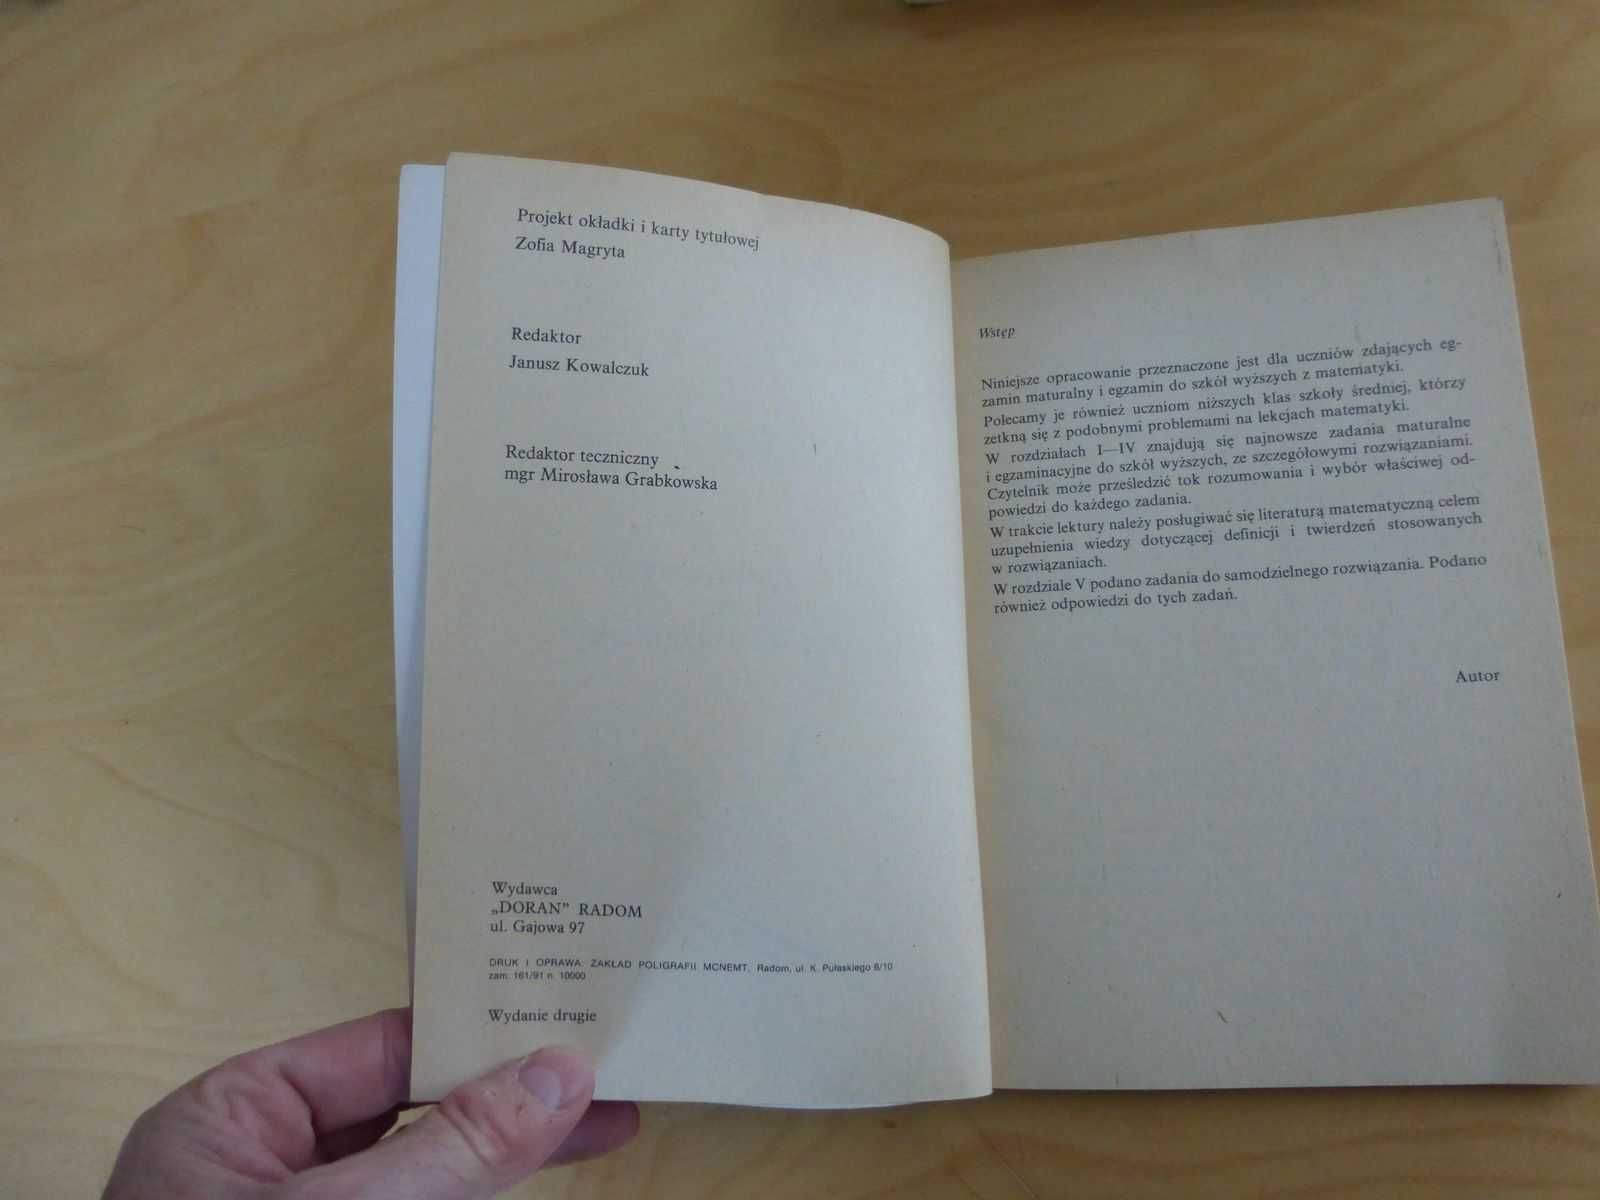 Projekt okładki i karty tytułowej
Zofia Magryta
Redaktor
Janusz Kowalczuk
Redaktor teczniczny
mgr Mirosława Grabkowska
Wydawca
„DORAN” RADOM
ul. Gajowa 97
DRUK I OPRAWA: ZAKŁAD POLIGRAFII MCNEMT, Radom, ul. K. Pułaskiego 6/10
zam. 161/91 n. 10000
Wydanie drugie
Wstęp
Niniejsze opracowanie przeznaczone jest dla uczniów zdających eg-
zamin maturalny i egzamin do szkół wyższych z matematyki.
Polecamy je również uczniom niższych klas szkoły średniej, którzy
zetkną się z podobnymi problemami na lekcjach matematyki.
W rozdziałach I—IV znajdują się najnowsze zadania maturalne
i egzaminacyjne do szkół wyższych, ze szczegółowymi rozwiązaniami.
Czytelnik może prześledzić tok rozumowania i wybór właściwej od-
powiedzi do każdego zadania.
W trakcie lektury należy posługiwać się literaturą matematyczną celem
uzupełnienia wiedzy dotyczącej definicji i twierdzeń stosowanych
w rozwiązaniach.
W rozdziale V podano zadania do samodzielnego rozwiązania. Podano
również odpowiedzi do tych zadań.
Autor